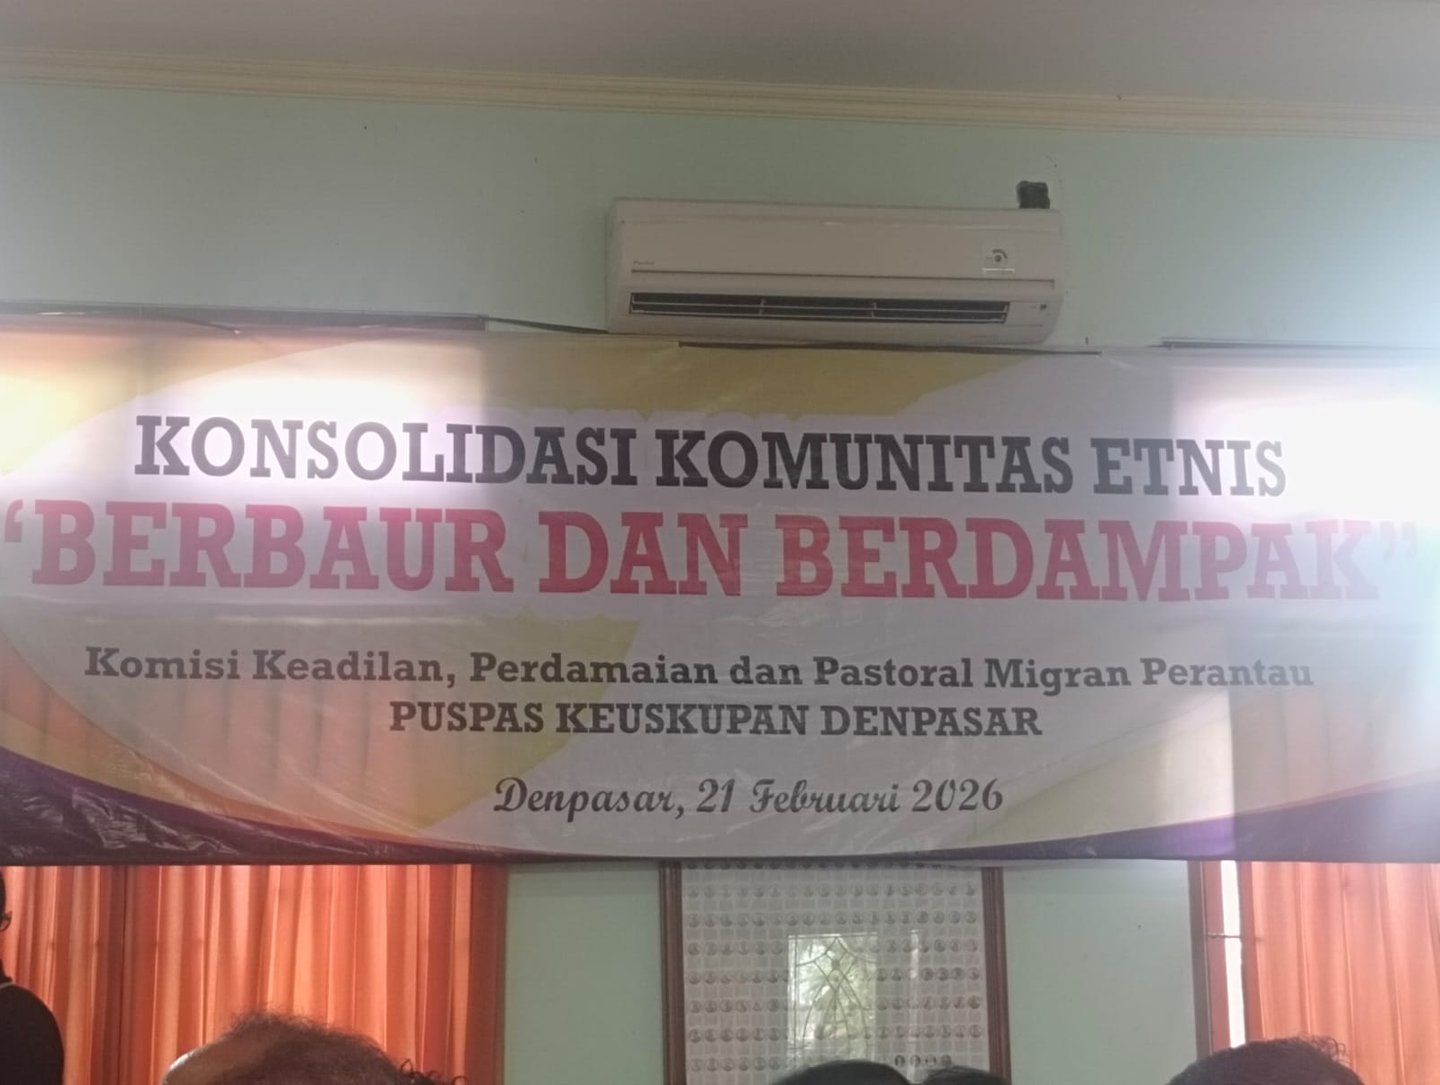 KONSOLIDASI KOMUNITAS ETNIS
"BERBAUR DAN BERDAMPAK"
Komisi Keadilan, Perdamaian dan Pastoral Migran Perantau
PUSPAS KEUSKUPAN DENPASAR
Denpasar, 21 Februari 2026